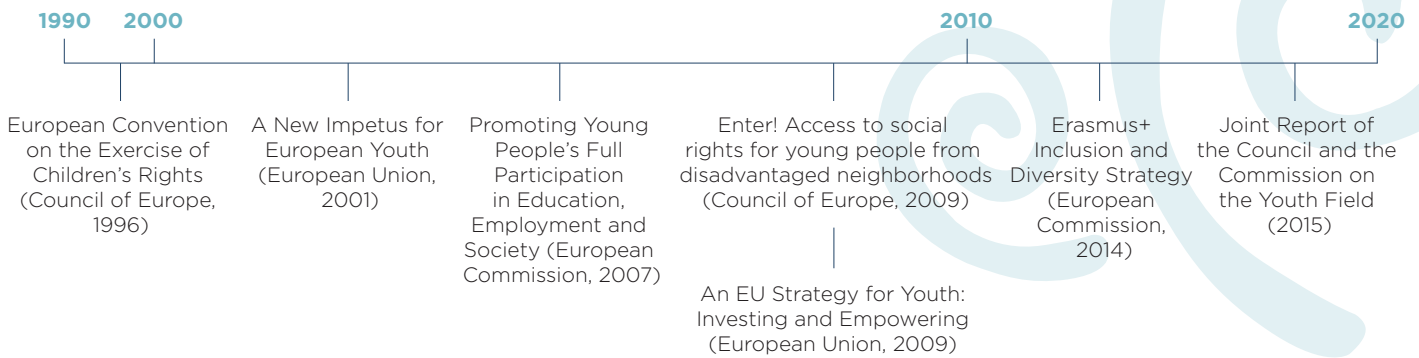 1990
2000
2010
2020
European Convention
on the Exercise of
Children's Rights
(Council of Europe,
1996)
A New Impetus for
European Youth
(European Union,
2001)
Promoting Young
People's Full
Participation
in Education,
Employment and
Society (European
Commission, 2007)
Enter! Access to social
rights for young people from
disadvantaged neighborhoods
(Council of Europe, 2009)
An EU Strategy for Youth:
Investing and Empowering
(European Union, 2009)
Erasmus+
Inclusion and
Diversity Strategy
(European
Commission,
2014)
Joint Report of
the Council and the
Commission on
the Youth Field
(2015)